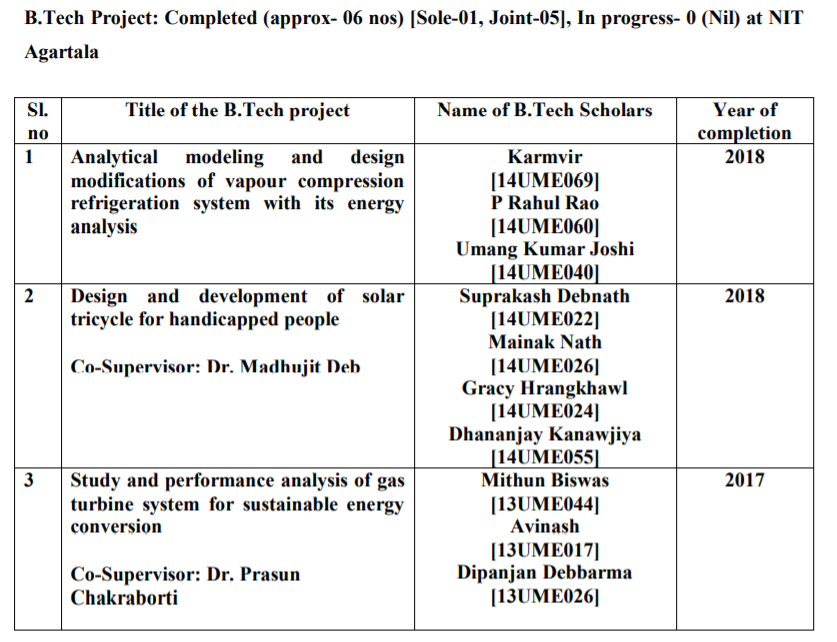 B.Tech Project: Completed (approx- 06 nos) [Sole-01, Joint-05], In progress- 0 (Nil) at NIT
Agartala
Sl. no
Title of the B.Tech project
Name of B.Tech Scholars
Year of completion
1
Analytical modeling and design
modifications of vapour compression
refrigeration system with its energy
analysis
Karmvir
[14UME069]
P Rahul Rao
[14UME060]
Umang Kumar Joshi
[14UME040]
2018
2
Design and development of solar
tricycle for handicapped people
Co-Supervisor: Dr. Madhujit Deb
Suprakash Debnath
[14UME022]
Mainak Nath
[14UME026]
Gracy Hrangkhawl
[14UME024]
Dhananjay Kanawjiya
[14UME055]
2018
3
Study and performance analysis of gas
turbine system for sustainable energy
conversion
Co-Supervisor: Dr. Prasun
Chakraborti
Mithun Biswas
[13UME044]
Avinash
[13UME017]
Dipanjan Debbarma
[13UME026]
2017